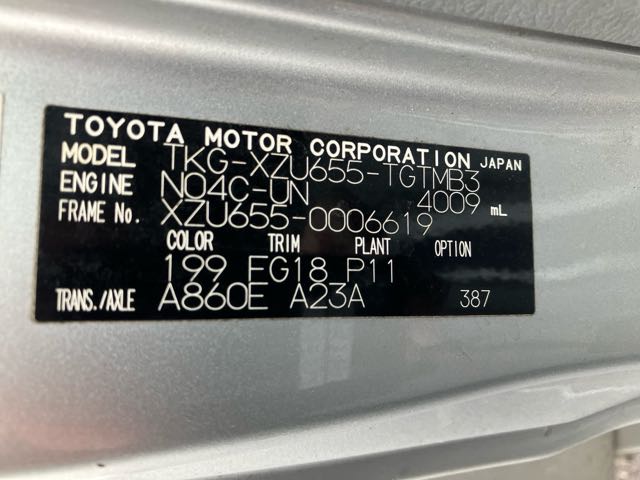 TOYOTA MOTOR CORPORATION JAPAN
MODEL TKG-XZU655-TGTMB3
ENGINE N04C-UN 4009 mL
FRAME No. XZU655-0006619
COLOR TRIM PLANT OPTION
199 FG18 P11
TRANS./AXLE A860E A23A 387